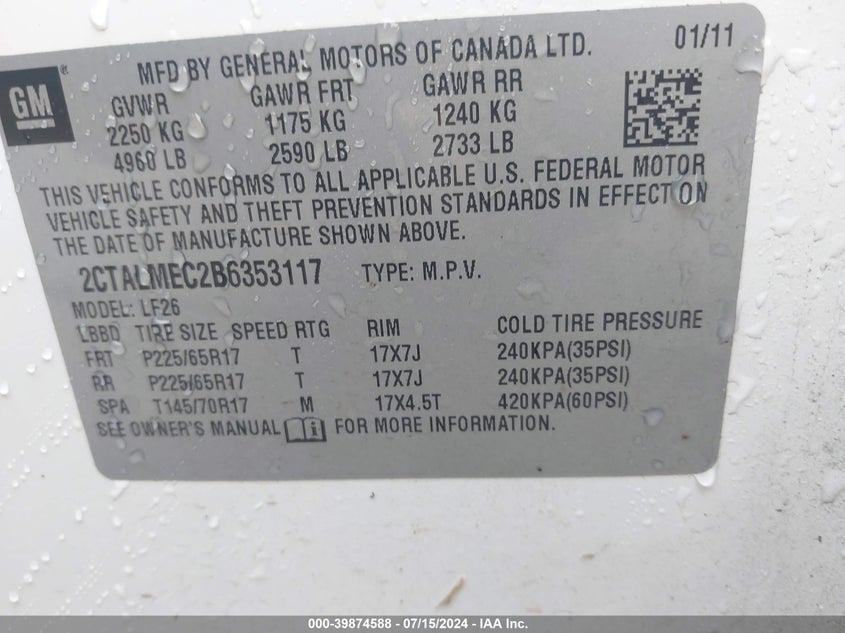 MFD BY GENERAL MOTORS OF CANADA LTD. 01/11
GM®
GVWR GAWR FRT GAWR RR
2250 KG 1175 KG 1240 KG
4960 LB 2590 LB 2733 LB
THIS VEHICLE CONFORMS TO ALL APPLICABLE U.S. FEDERAL MOTOR
VEHICLE SAFETY AND THEFT PREVENTION STANDARDS IN EFFECT ON
THE DATE OF MANUFACTURE SHOWN ABOVE.
2CTALMEC2B6353117 TYPE: M.P.V.
MODEL: LF26
LBBD TIRE SIZE SPEED RTG RIM COLD TIRE PRESSURE
FRT P225/65R17 T 17X7J 240KPA(35PSI)
RR P225/65R17 T 17X7J 240KPA(35PSI)
SPA T145/70R17 M 17X4.5T 420KPA(60PSI)
SEE OWNER'S MANUAL i FOR MORE INFORMATION.
000-39874588 - 07/15/2024 - IAA Inc.